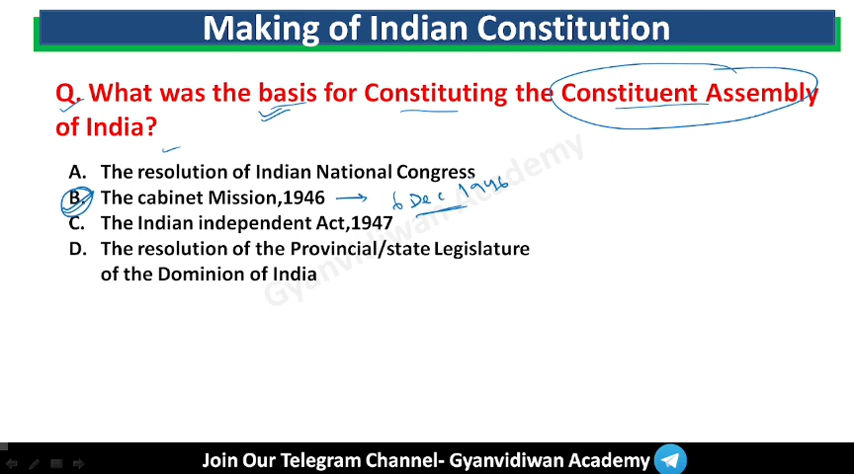 Making of Indian Constitution
Q. What was the basis for Constituting the Constituent Assembly
of India?
A. The resolution of Indian National Congress
B. The cabinet Mission,1946 → 6 Dec 1946
C. The Indian independent Act,1947
D. The resolution of the Provincial/state Legislature
of the Dominion of India
Gyanvidiwan Academy
Join Our Telegram Channel- Gyanvidiwan Academy